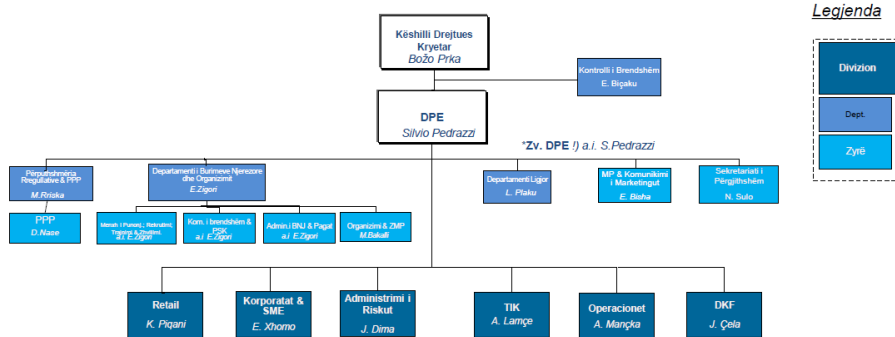 Legjenda
Këshilli Drejtues
Kryetar
Božo Prka
Divizion
Kontrolli i Brendshëm
E. Biçaku
DPE
Silvio Pedrazzi
Dept.
*Zv. DPE !) a.i. S.Pedrazzi
Zyrë
Përputhshmëria
Rregullative & PPP
M.Rriska
Departamenti i Burimeve Njerezore
dhe Organizimit
E.Zigori
Departamenti Ligjor
L. Plaku
MP & Komunikimi
i Marketingut
E. Bisha
Sekretariati i
Përgjithshëm
N. Sulo
PPP
D.Nase
Rekrutimi,
a.i. E.Zigori
Kom. i brendshëm &
PSK
a.i E.Zigori
Admin.i BNJ & Pagat
a.i E.Zigori
Organizimi & ZMP
M.Bakalli
Retail
K. Piqani
Korporatat &
SME
E. Xhomo
Administrimi i
Riskut
J. Dima
TIK
A. Lamçe
Operacionet
A. Mançka
DKF
J. Çela